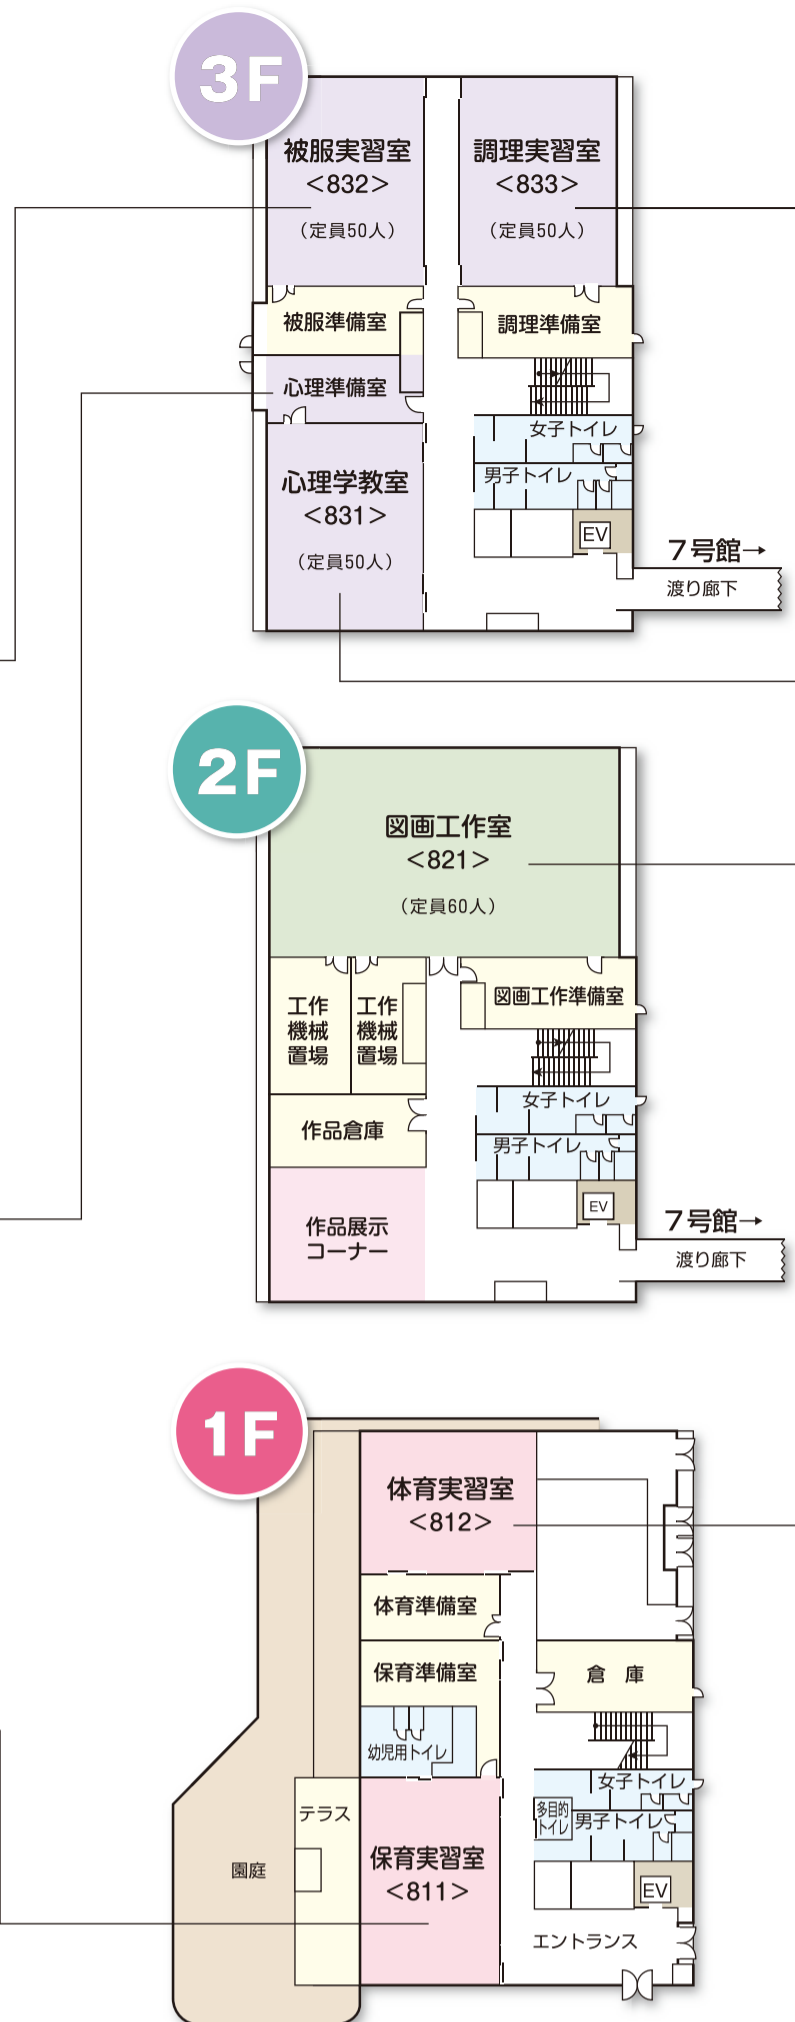 3F
被服実習室
<832>
（定員50人）
調理実習室
<833>
（定員50人）
被服準備室
調理準備室
心理準備室
女子トイレ
男子トイレ
心理学教室
<831>
（定員50人）
EV
7号館→
渡り廊下
2F
図画工作室
<821>
（定員60人）
工作
機械
置場
工作
機械
置場
図画工作準備室
作品倉庫
女子トイレ
男子トイレ
作品展示
コーナー
EV
7号館→
渡り廊下
1F
体育実習室
<812>
体育準備室
保育準備室
倉 庫
幼児用トイレ
女子トイレ
多目的
トイレ
男子トイレ
テラス
園庭
保育実習室
<811>
EV
エントランス